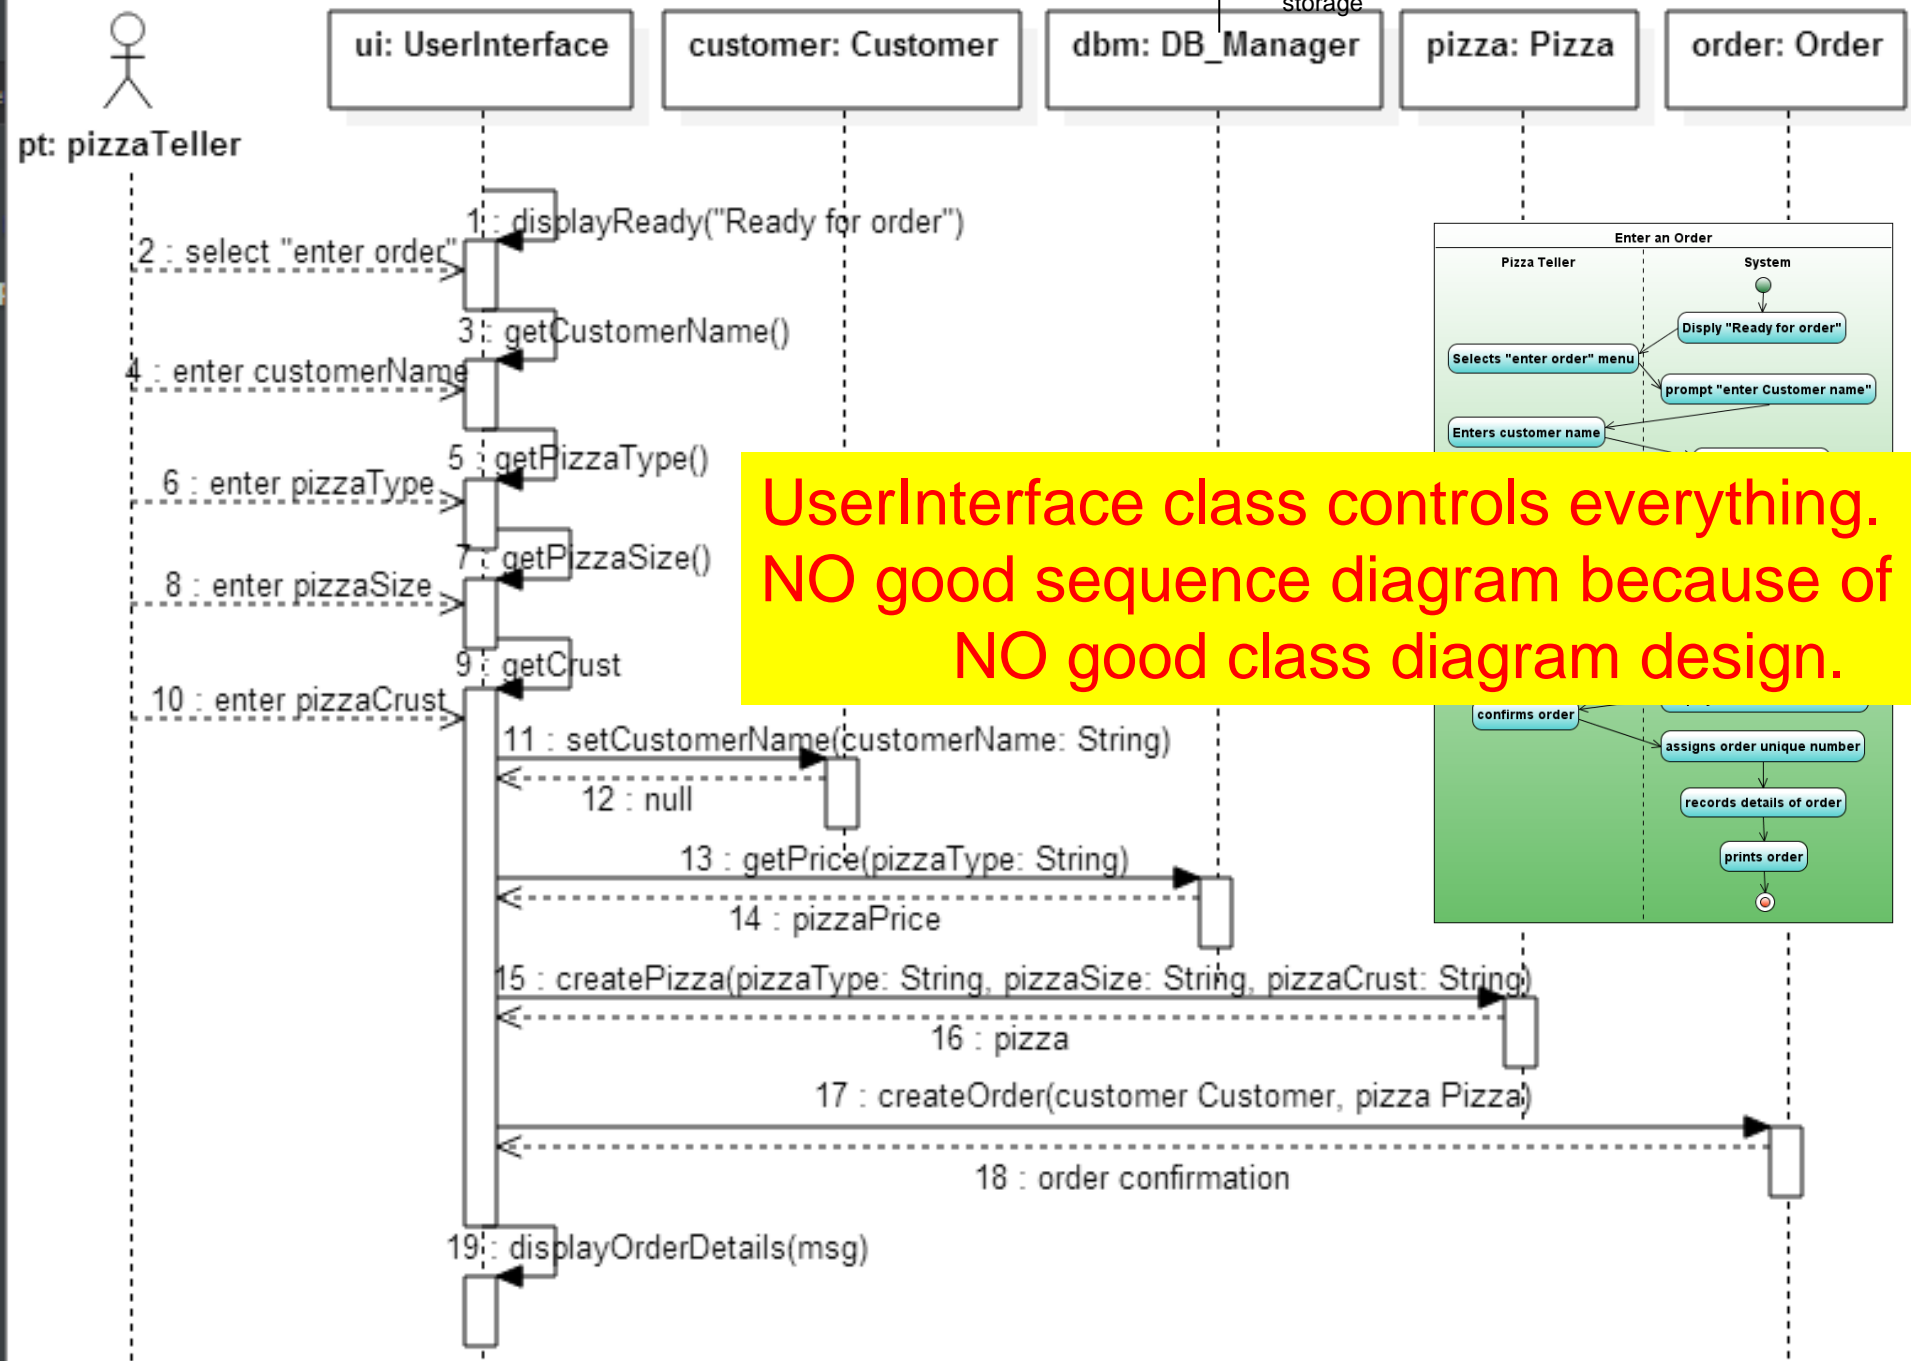 storage
ui: UserInterface
customer: Customer
dbm: DB_Manager
pizza: Pizza
order: Order
pt: pizzaTeller
1 : displayReady("Ready for order")
2 : select "enter order"
3 : getCustomerName()
4 : enter customerName
5 : getPizzaType()
6 : enter pizzaType
7 : getPizzaSize()
8 : enter pizzaSize
9 : getCrust
10 : enter pizzaCrust
11 : setCustomerName(customerName: String)
12 : null
13 : getPrice(pizzaType: String)
14 : pizzaPrice
15 : createPizza(pizzaType: String, pizzaSize: String, pizzaCrust: String)
16 : pizza
17 : createOrder(customer Customer, pizza Pizza)
18 : order confirmation
19 : displayOrderDetails(msg)
Enter an Order
Pizza Teller
System
Disply "Ready for order"
Selects "enter order" menu
prompt "enter Customer name"
Enters customer name
UserInterface class controls everything.
NO good sequence diagram because of
NO good class diagram design.
confirms order
assigns order unique number
records details of order
prints order